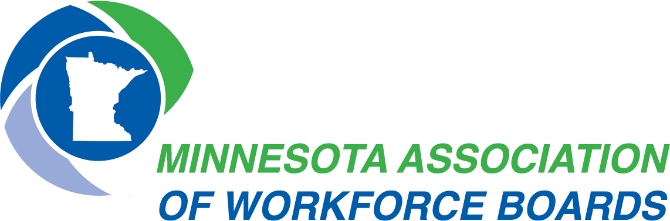 MINNESOTA ASSOCIATION
OF WORKFORCE BOARDS